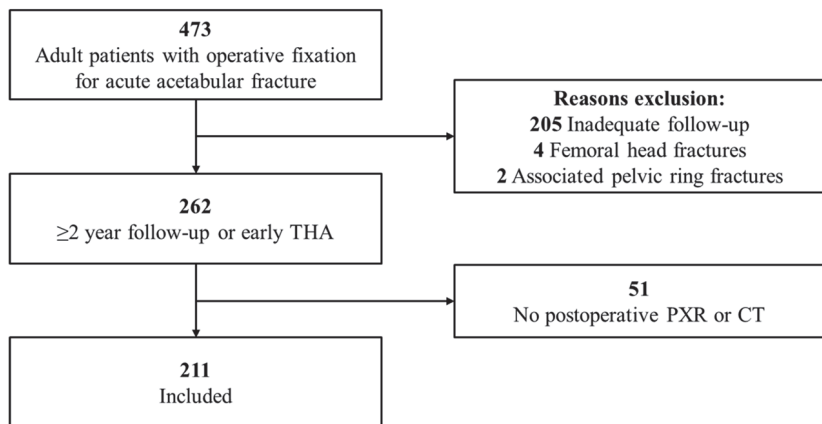 473
Adult patients with operative fixation
for acute acetabular fracture
Reasons exclusion:
205 Inadequate follow-up
4 Femoral head fractures
2 Associated pelvic ring fractures
262
≥2 year follow-up or early THA
51
No postoperative PXR or CT
211
Included